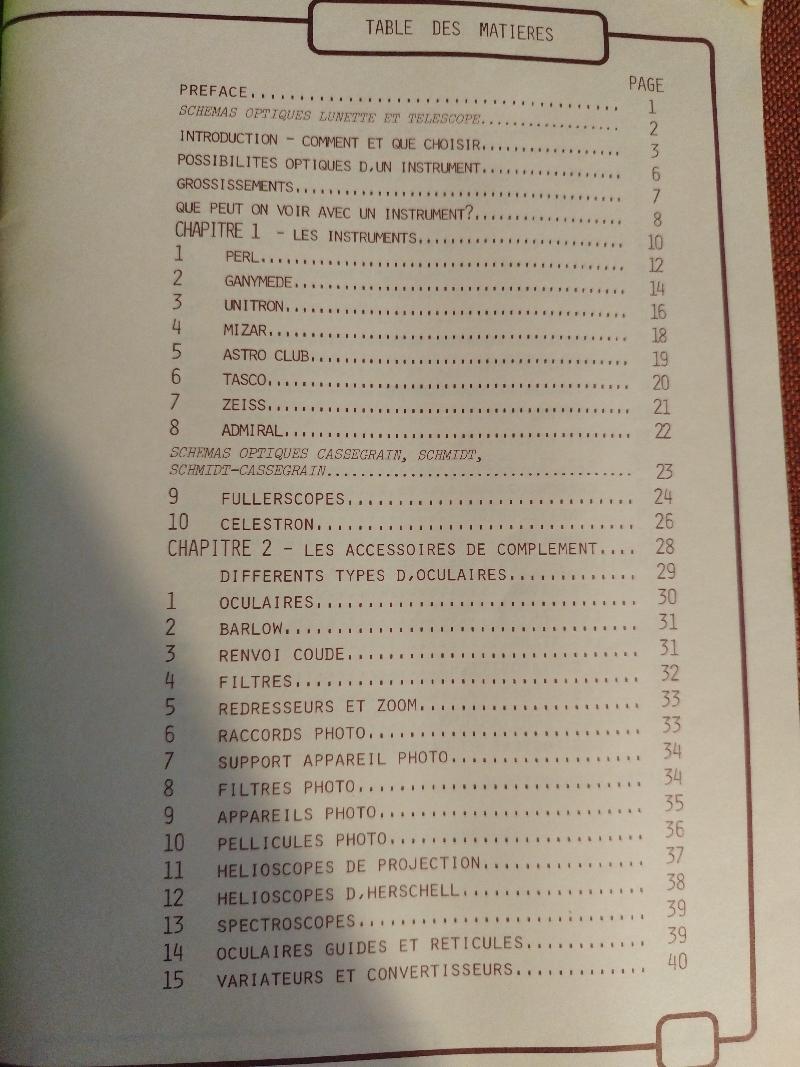 TABLE DES MATIERES
PAGE
PREFACE.................................... 1
SCHEMAS OPTIQUES LUNETTE ET TELESCOPE................. 2
INTRODUCTION - COMMENT ET QUE CHOISIR................. 3
POSSIBILITES OPTIQUES D,UN INSTRUMENT................. 6
GROSSISSEMENTS................................ 7
QUE PEUT ON VOIR AVEC UN INSTRUMENT?.................. 8
CHAPITRE 1 - LES INSTRUMENTS......................... 10
1 PERL.................................... 12
2 GANYMEDE................................ 14
3 UNITRON................................. 16
4 MIZAR................................... 18
5 ASTRO CLUB.............................. 19
6 TASCO................................... 20
7 ZEISS................................... 21
8 ADMIRAL................................. 22
SCHEMAS OPTIQUES CASSEGRAIN, SCHMIDT,
SCHMIDT-CASSEGRAIN................................... 23
9 FULLERSCOPES........................... 24
10 CELESTRON.............................. 26
CHAPITRE 2 - LES ACCESSOIRES DE COMPLEMENT.... 28
DIFFERENTS TYPES D,OCULAIRES............. 29
1 OCULAIRES.............................. 30
2 BARLOW................................. 31
3 RENVOI COUDE........................... 31
4 FILTRES................................ 32
5 REDRESSEURS ET ZOOM.................... 33
6 RACCORDS PHOTO......................... 33
7 SUPPORT APPAREIL PHOTO................. 34
8 FILTRES PHOTO.......................... 34
9 APPAREILS PHOTO........................ 35
10 PELLICULES PHOTO....................... 36
11 HELIOSCOPES DE PROJECTION.............. 37
12 HELIOSCOPES D,HERSCHELL................ 38
13 SPECTROSCOPES.......................... 39
14 OCULAIRES GUIDES ET RETICULES............ 39
15 VARIATEURS ET CONVERTISSEURS............. 40